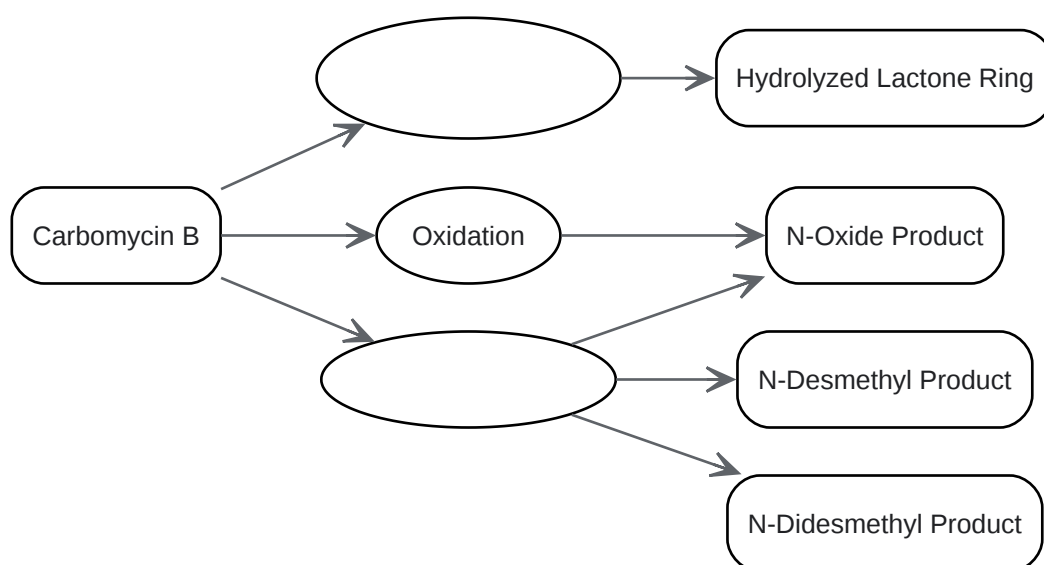 Hydrolyzed Lactone Ring
Carbomycin B
Oxidation
N-Oxide Product
N-Desmethyl Product
N-Didesmethyl Product